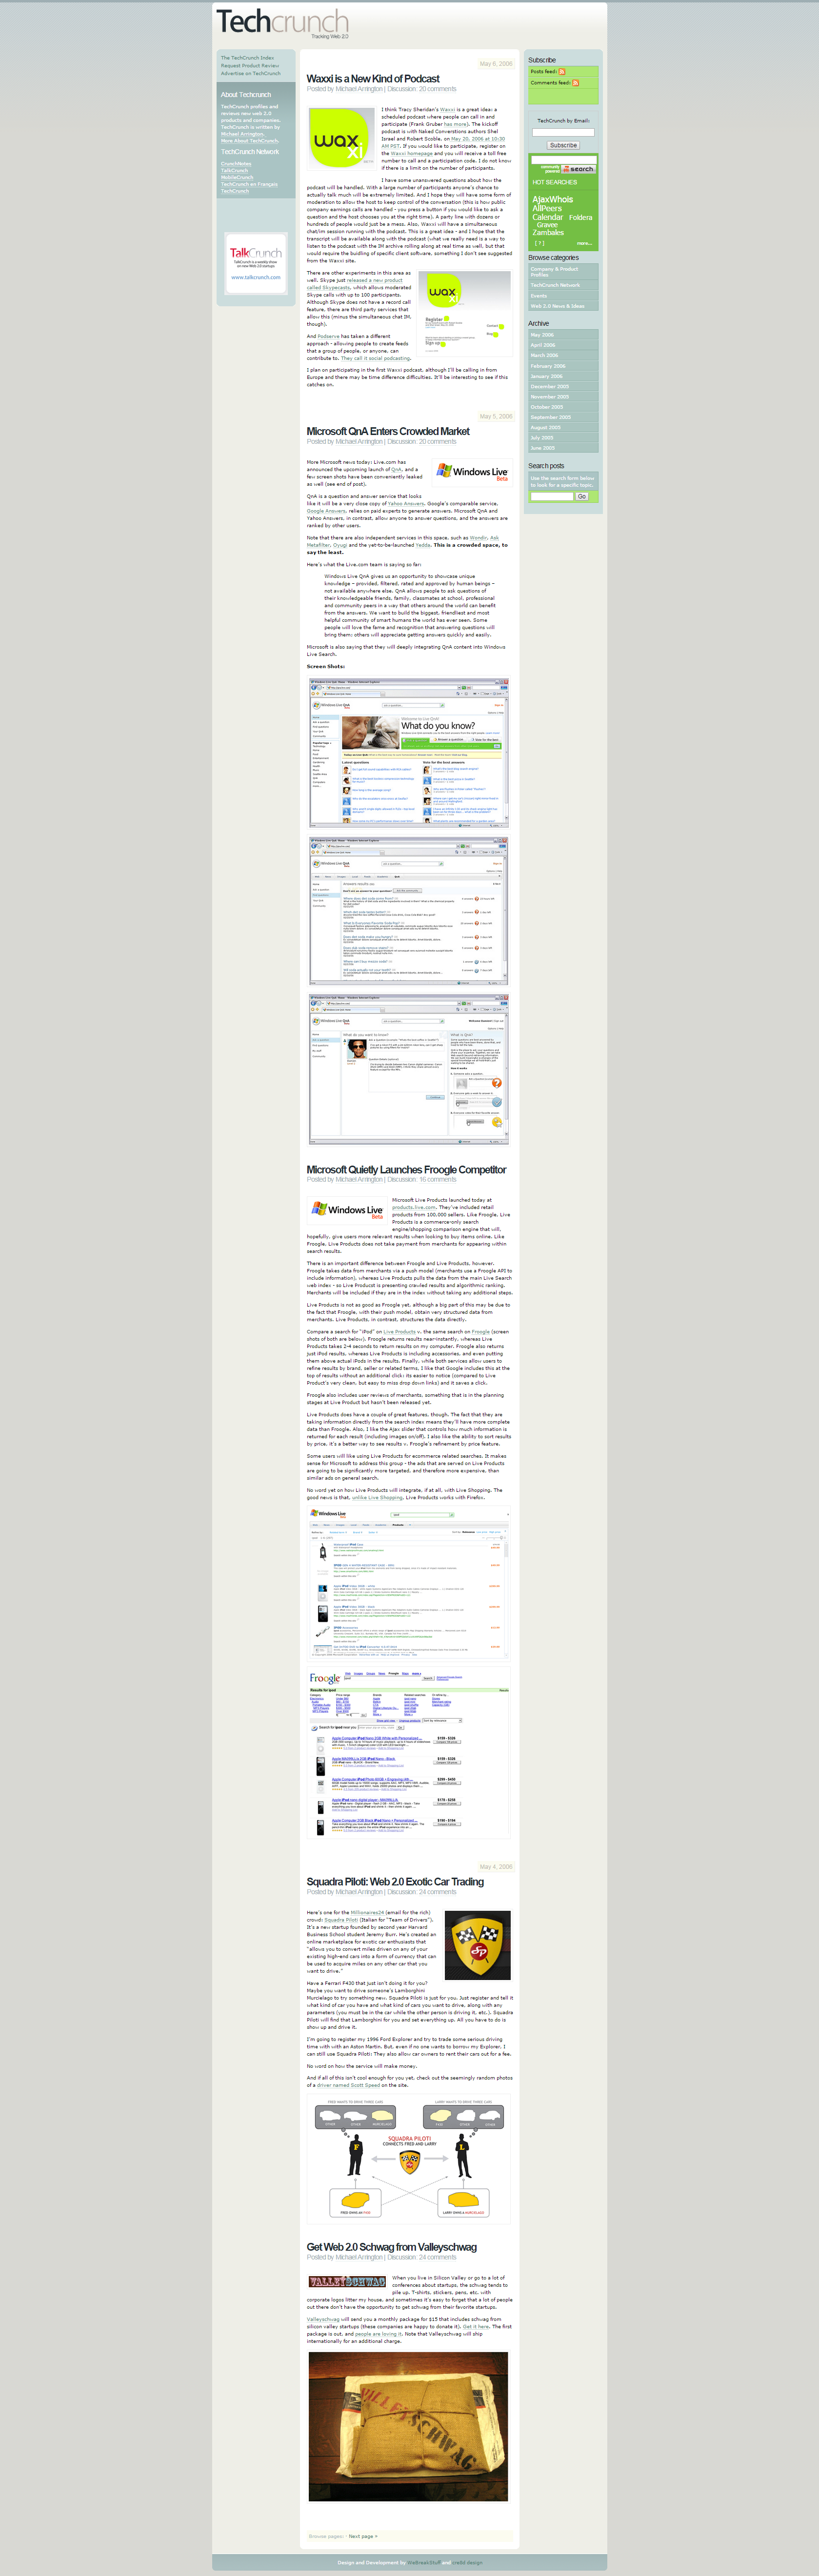 Techcrunch
Tracking Web 2.0
The TechCrunch Index
Request Product Review
Advertise on TechCrunch
About Techcrunch
TechCrunch profiles and
reviews new web 2.0
products and companies.
TechCrunch is written by
Michael Arrington.
More About TechCrunch.
TechCrunch Network
CrunchNotes
TalkCrunch
MobileCrunch
TechCrunch en Français
TechCrunch
TalkCrunch
TalkCrunch is a weekly show
on new Web 2.0 startups
www.talkcrunch.com
May 6, 2006
Waxxi is a New Kind of Podcast
Posted by Michael Arrington | Discussion: 20 comments
wax
xi
I think Tracy Sheridan's Waxxi is a great idea: a
scheduled podcast where people can call in and
participate (Frank Gruber has more). The kickoff
podcast is with Naked Conventions authors Shel
Israel and Robert Scoble, on May 20, 2006 at 10:30
AM PST. If you would like to participate, register on
the Waxxi homepage and you will receive a toll free
number to call and a participation code. I do not know
if there is a limit on the number of participants.
I have some unanswered questions about how the
podcast will be handled. With a large number of participants anyone's chance to
actually talk much will be extremely limited. And I hope they will have some form of
moderation to allow the host to keep control of the conversation (this is how public
company earnings calls are handled - you press a button if you would like to ask a
question and the host chooses you at the right time). A party line with dozens or
hundreds of people would just be a mess. Also, Waxxi will have a simultaneous
chat/im session running with the podcast. This is a great idea - and I hope that the
transcript will be available along with the podcast (what we really need is a way to
listen to the podcast with the IM archive rolling along at real time as well, but that
would require the budling of specific client software, something I don't see suggested
from the Waxxi site.
There are other experiments in this area as
well. Skype just released a new product
called Skypecasts, which allows moderated
Skype calls with up to 100 participants.
Although Skype does not have a record call
feature, there are third party services that
allow this (minus the simultaneous chat IM,
though).
And Podserve has taken a different
approach - allowing people to create feeds
that a group of people, or anyone, can
contribute to. They call it social podcasting.
wax
xi
Register
Contact
Blog
Sign up
I plan on participating in the first Waxxi podcast, although I'll be calling in from
Europe and there may be time difference difficulties. It'll be interesting to see if this
catches on.
May 5, 2006
Microsoft QnA Enters Crowded Market
Posted by Michael Arrington | Discussion: 20 comments
More Microsoft news today: Live.com has
announced the upcoming launch of QnA, and a
few screen shots have been conveniently leaked
as well (see end of post).
Windows Live
Beta
QnA is a question and answer service that looks
like it will be a very close copy of Yahoo Answers. Google's comparable service,
Google Answers, relies on paid experts to generate answers. Microsoft QnA and
Yahoo Answers, in contrast, allow anyone to answer questions, and the answers are
ranked by other users.
Note that there are also independent services in this space, such as Wondir, Ask
Metafilter, Oyugi and the yet-to-be-launched Yedda. This is a crowded space, to
say the least.
Here's what the Live.com team is saying so far:
Windows Live QnA gives us an opportunity to showcase unique
knowledge – provided, filtered, rated and approved by human beings –
not available anywhere else. QnA allows people to ask questions of
their knowledgeable friends, family, classmates at school, professional
and community peers in a way that others around the world can benefit
from the answers. We want to build the biggest, friendliest and most
helpful community of smart humans the world has ever seen. Some
people will love the fame and recognition that answering questions will
bring them; others will appreciate getting answers quickly and easily.
Microsoft is also saying that they will deeply integrating QnA content into Windows
Live Search.
Screen Shots:
Windows Live QnA
What do you know?
Latest questions
Vote for the best answers
Windows Live QnA
Windows Live QnA
What do you want to know?
What is QnA?
Microsoft Quietly Launches Froogle Competitor
Posted by Michael Arrington | Discussion: 16 comments
Windows Live
Beta
Microsoft Live Products launched today at
products.live.com. They've included retail
products from 100,000 sellers. Like Froogle, Live
Products is a commerce-only search
engine/shopping comparison engine that will,
hopefully, give users more relevant results when looking to buy items online. Like
Froogle, Live Products does not take payment from merchants for appearing within
search results.
There is an important difference between Froogle and Live Products, however.
Froogle takes data from merchants via a push model (merchants use a Froogle API to
include information), whereas Live Products pulls the data from the main Live Search
web index - so Live Producat is presenting crawled results and algorithmic ranking.
Merchants will be included if they are in the index without taking any additional steps.
Live Products is not as good as Froogle yet, although a big part of this may be due to
the fact that Froogle, with their push model, obtain very structured data from
merchants. Live Products, in contrast, structures the data directly.
Compare a search for "iPod" on Live Products v. the same search on Froogle (screen
shots of both are below). Froogle returns results near-instantly, whereas Live
Products takes 2-4 seconds to return results on my computer. Froogle also returns
just iPod results, whereas Live Products is including accessories, and even putting
them above actual iPods in the results. Finally, while both services allow users to
refine results by brand, seller or related terms, I like that Google includes this at the
top of results without an additional click: its easier to notice (compared to Live
Product's very clean, but easy to miss drop down links) and it saves a click.
Froogle also includes user reviews of merchants, something that is in the planning
stages at Live Product but hasn't been released yet.
Live Products does have a couple of great features, though. The fact that they are
taking information directly from the search index means they'll have more complete
data than Froogle. Also, I like the Ajax slider that controls how much information is
returned for each result (including images on/off). I also like the ability to sort results
by price, it's a better way to see results v. Froogle's refinement by price feature.
Some users will like using Live Products for ecommerce related searches. It makes
sense for Microsoft to address this group - the ads that are served on Live Products
are going to be significantly more targeted, and therefore more expensive, than
similar ads on general search.
No word yet on how Live Products will integrate, if at all, with Live Shopping. The
good news is that, unlike Live Shopping, Live Products works with Firefox.
Windows Live
Froogle
Results for ipod
May 4, 2006
Squadra Piloti: Web 2.0 Exotic Car Trading
Posted by Michael Arrington | Discussion: 24 comments
Here's one for the Millionaires24 (email for the rich)
crowd: Squadra Piloti (Italian for "Team of Drivers").
It's a new startup founded by second year Harvard
Business School student Jeremy Burr. He's created an
online marketplace for exotic car enthusiasts that
"allows you to convert miles driven on any of your
existing high-end cars into a form of currency that can
be used to acquire miles on any other car that you
want to drive."
Have a Ferrari F430 that just isn't doing it for you?
Maybe you want to drive someone's Lamborghini
Murcielago to try something new. Squadra Piloti is just for you. Just register and tell it
what kind of car you have and what kind of cars you want to drive, along with any
parameters (you must be in the car while the other person is driving it, etc.). Squadra
Piloti will find that Lamborghini for you and set everything up. All you have to do is
show up and drive it.
I'm going to register my 1996 Ford Explorer and try to trade some serious driving
time with with an Aston Martin. But, even if no one wants to borrow my Explorer, I
can still use Squadra Piloti: They also allow car owners to rent their cars out for a fee.
No word on how the service will make money.
And if all of this isn't cool enough for you yet, check out the seemingly random photos
of a driver named Scott Speed on the site.
FRED WANTS TO DRIVE THREE CARS
LARRY WANTS TO DRIVE THREE CARS
SQUADRA PILOTI
CONNECTS FRED AND LARRY
F
L
FRED OWNS AN F430
LARRY OWNS A MURCIELAGO
Get Web 2.0 Schwag from Valleyschwag
Posted by Michael Arrington | Discussion: 24 comments
VALLEYSCHWAG
When you live in Silicon Valley or go to a lot of
conferences about startups, the schwag tends to
pile up. T-shirts, stickers, pens, etc. with
corporate logos litter my house, and sometimes it's easy to forget that a lot of people
out there don't have the opportunity to get schwag from their favorite startups.
Valleyschwag will send you a monthly package for $15 that includes schwag from
silicon valley startups (these companies are happy to donate it). Get it here. The first
package is out, and people are loving it. Note that Valleyschwag will ship
internationally for an additional charge.
VALLEY
SCHWAG
Browse pages: · Next page »
Subscribe
Posts feed:
Comments feed:
TechCrunch by Email:
Subscribe
community
powered
search
HOT SEARCHES
AjaxWhois
AllPeers
Calendar Foldera
Gravee
Zambales
[ ? ] more...
Browse categories
Company & Product
Profiles
TechCrunch Network
Events
Web 2.0 News & Ideas
Archive
May 2006
April 2006
March 2006
February 2006
January 2006
December 2005
November 2005
October 2005
September 2005
August 2005
July 2005
June 2005
Search posts
Use the search form below
to look for a specific topic.
Go
Design and Development by WeBreakStuff and cre8d design